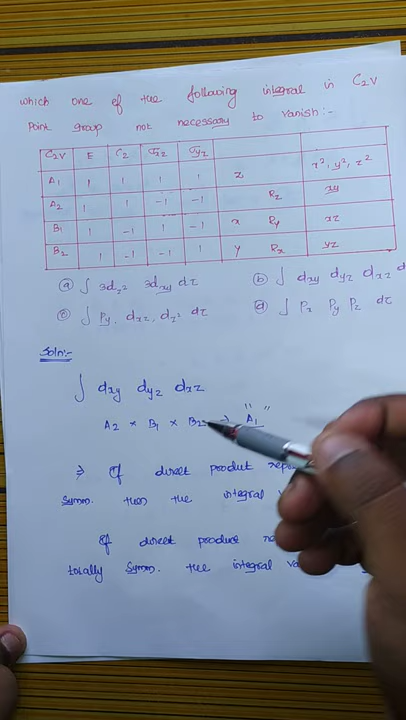 which one of the following integral in C2V
Point group not necessary to vanish:-
C2V E C2 σxz σyz
A1 1 1 1 1 z x², y², z²
A2 1 1 -1 -1 Rz xy
B1 1 -1 1 -1 x Ry xz
B2 1 -1 -1 1 y Rx yz
ⓐ ∫ 3dz² 3dxy dτ ⓑ ∫ dxy dyz dxz d
ⓒ ∫ Py, dxz, dz² dτ ⓓ ∫ Px Py Pz dτ
Soln:-
∫ dxy dyz dxz
A2 × B1 × B2 → "A1"
⇒ If direct product
Symm. then the integral
If direct product
totally Symm. the integral